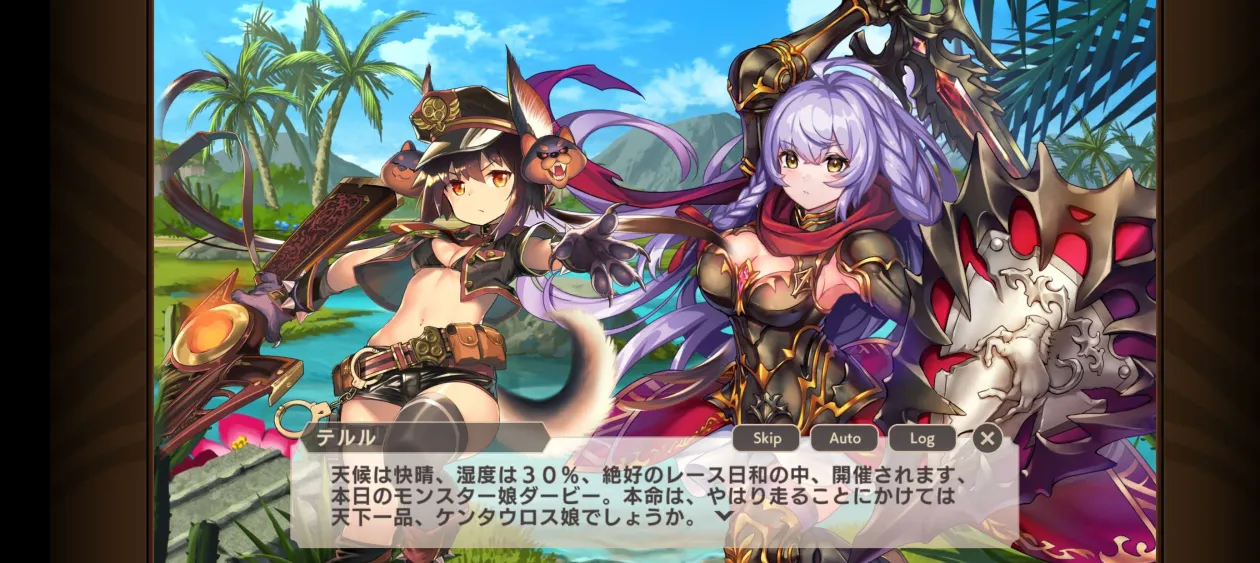 テルル
Skip
Auto
Log
天候は快晴、湿度は３０％、絶好のレース日和の中、開催されます、
本日のモンスター娘ダービー。本命は、やはり走ることにかけては
天下一品、ケンタウロス娘でしょうか。